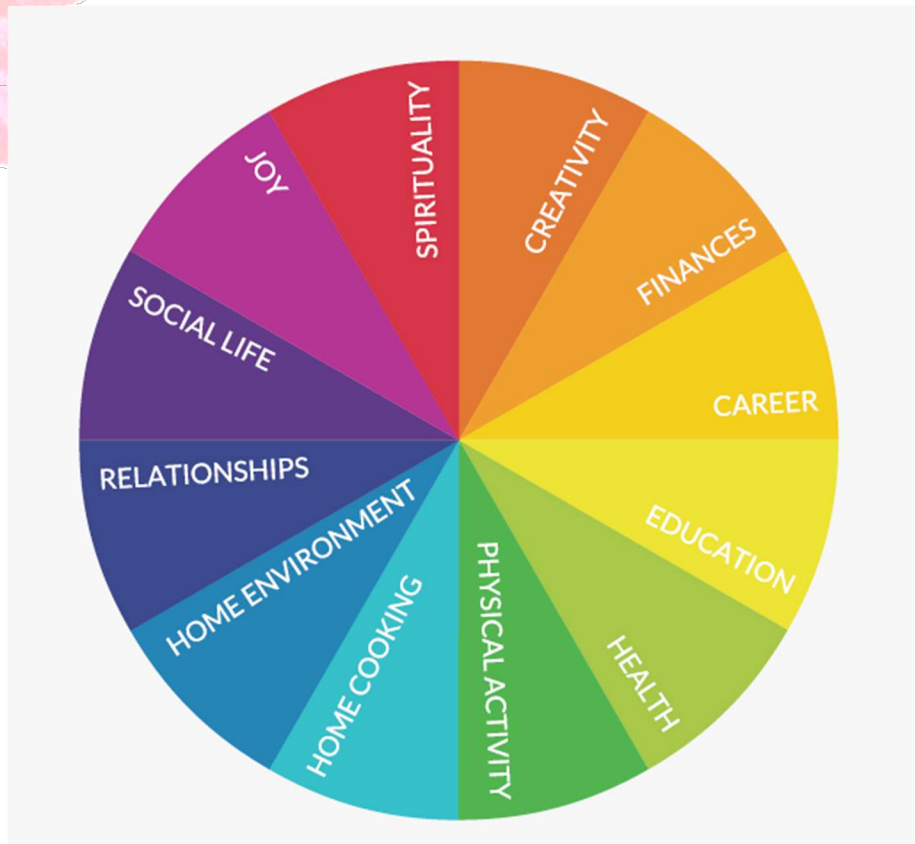 SPIRITUALITY
CREATIVITY
FINANCES
CAREER
EDUCATION
HEALTH
PHYSICAL ACTIVITY
HOME COOKING
HOME ENVIRONMENT
RELATIONSHIPS
SOCIAL LIFE
JOY